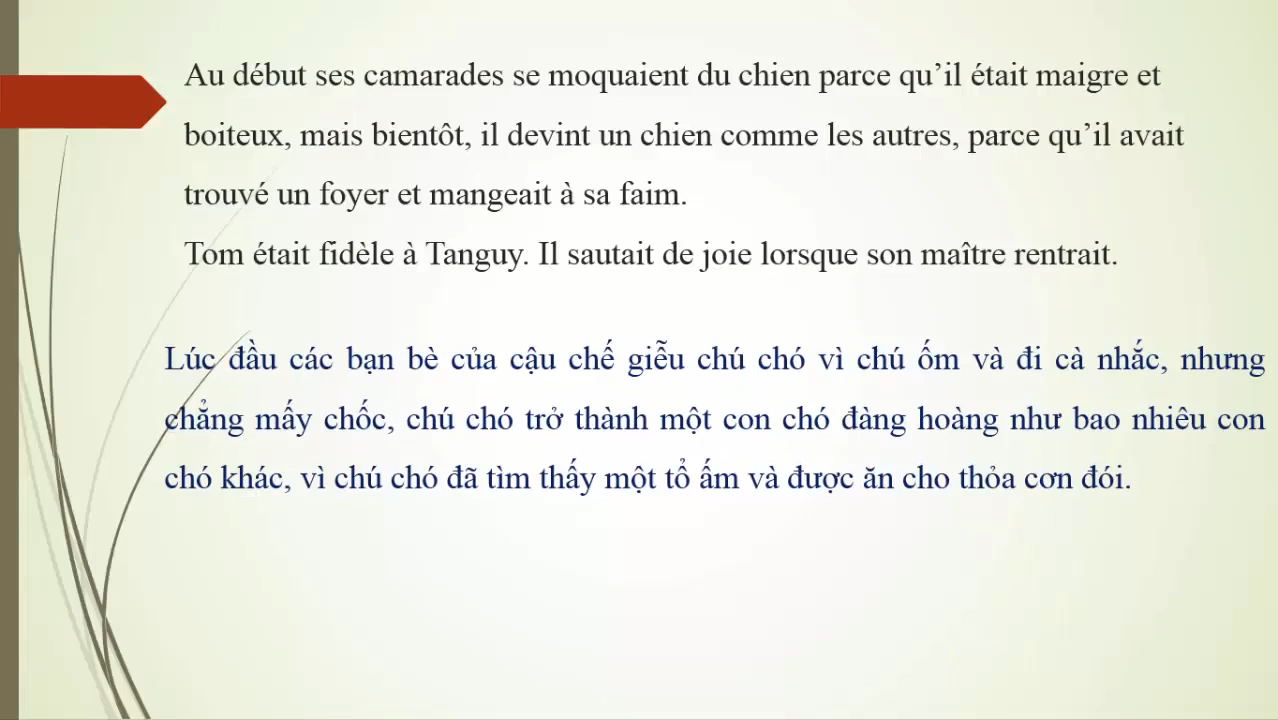 Au début ses camarades se moquaient du chien parce qu’il était maigre et
boiteux, mais bientôt, il devint un chien comme les autres, parce qu’il avait
trouvé un foyer et mangeait à sa faim.
Tom était fidèle à Tanguy. Il sautait de joie lorsque son maître rentrait.
Lúc đầu các bạn bè của cậu chế giễu chú chó vì chú ốm và đi cà nhắc, nhưng
chẳng mấy chốc, chú chó trở thành một con chó đàng hoàng như bao nhiêu con
chó khác, vì chú chó đã tìm thấy một tổ ấm và được ăn cho thỏa cơn đói.